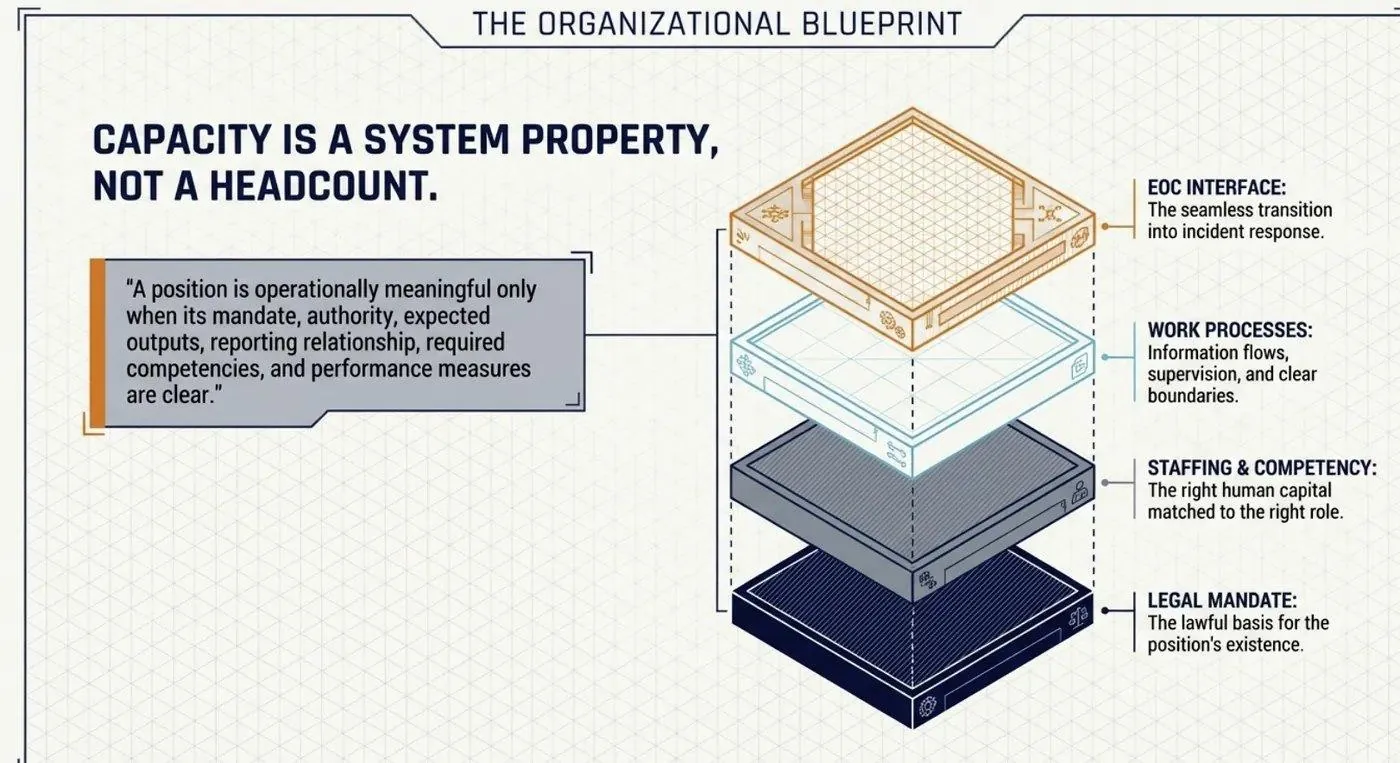 THE ORGANIZATIONAL BLUEPRINT
CAPACITY IS A SYSTEM PROPERTY,
NOT A HEADCOUNT.
“A position is operationally meaningful only
when its mandate, authority, expected
outputs, reporting relationship, required
competencies, and performance measures
are clear.”
EOC INTERFACE:
The seamless transition
into incident response.
WORK PROCESSES:
Information flows,
supervision, and clear
boundaries.
STAFFING & COMPETENCY:
The right human capital
matched to the right role.
LEGAL MANDATE:
The lawful basis for the
position's existence.